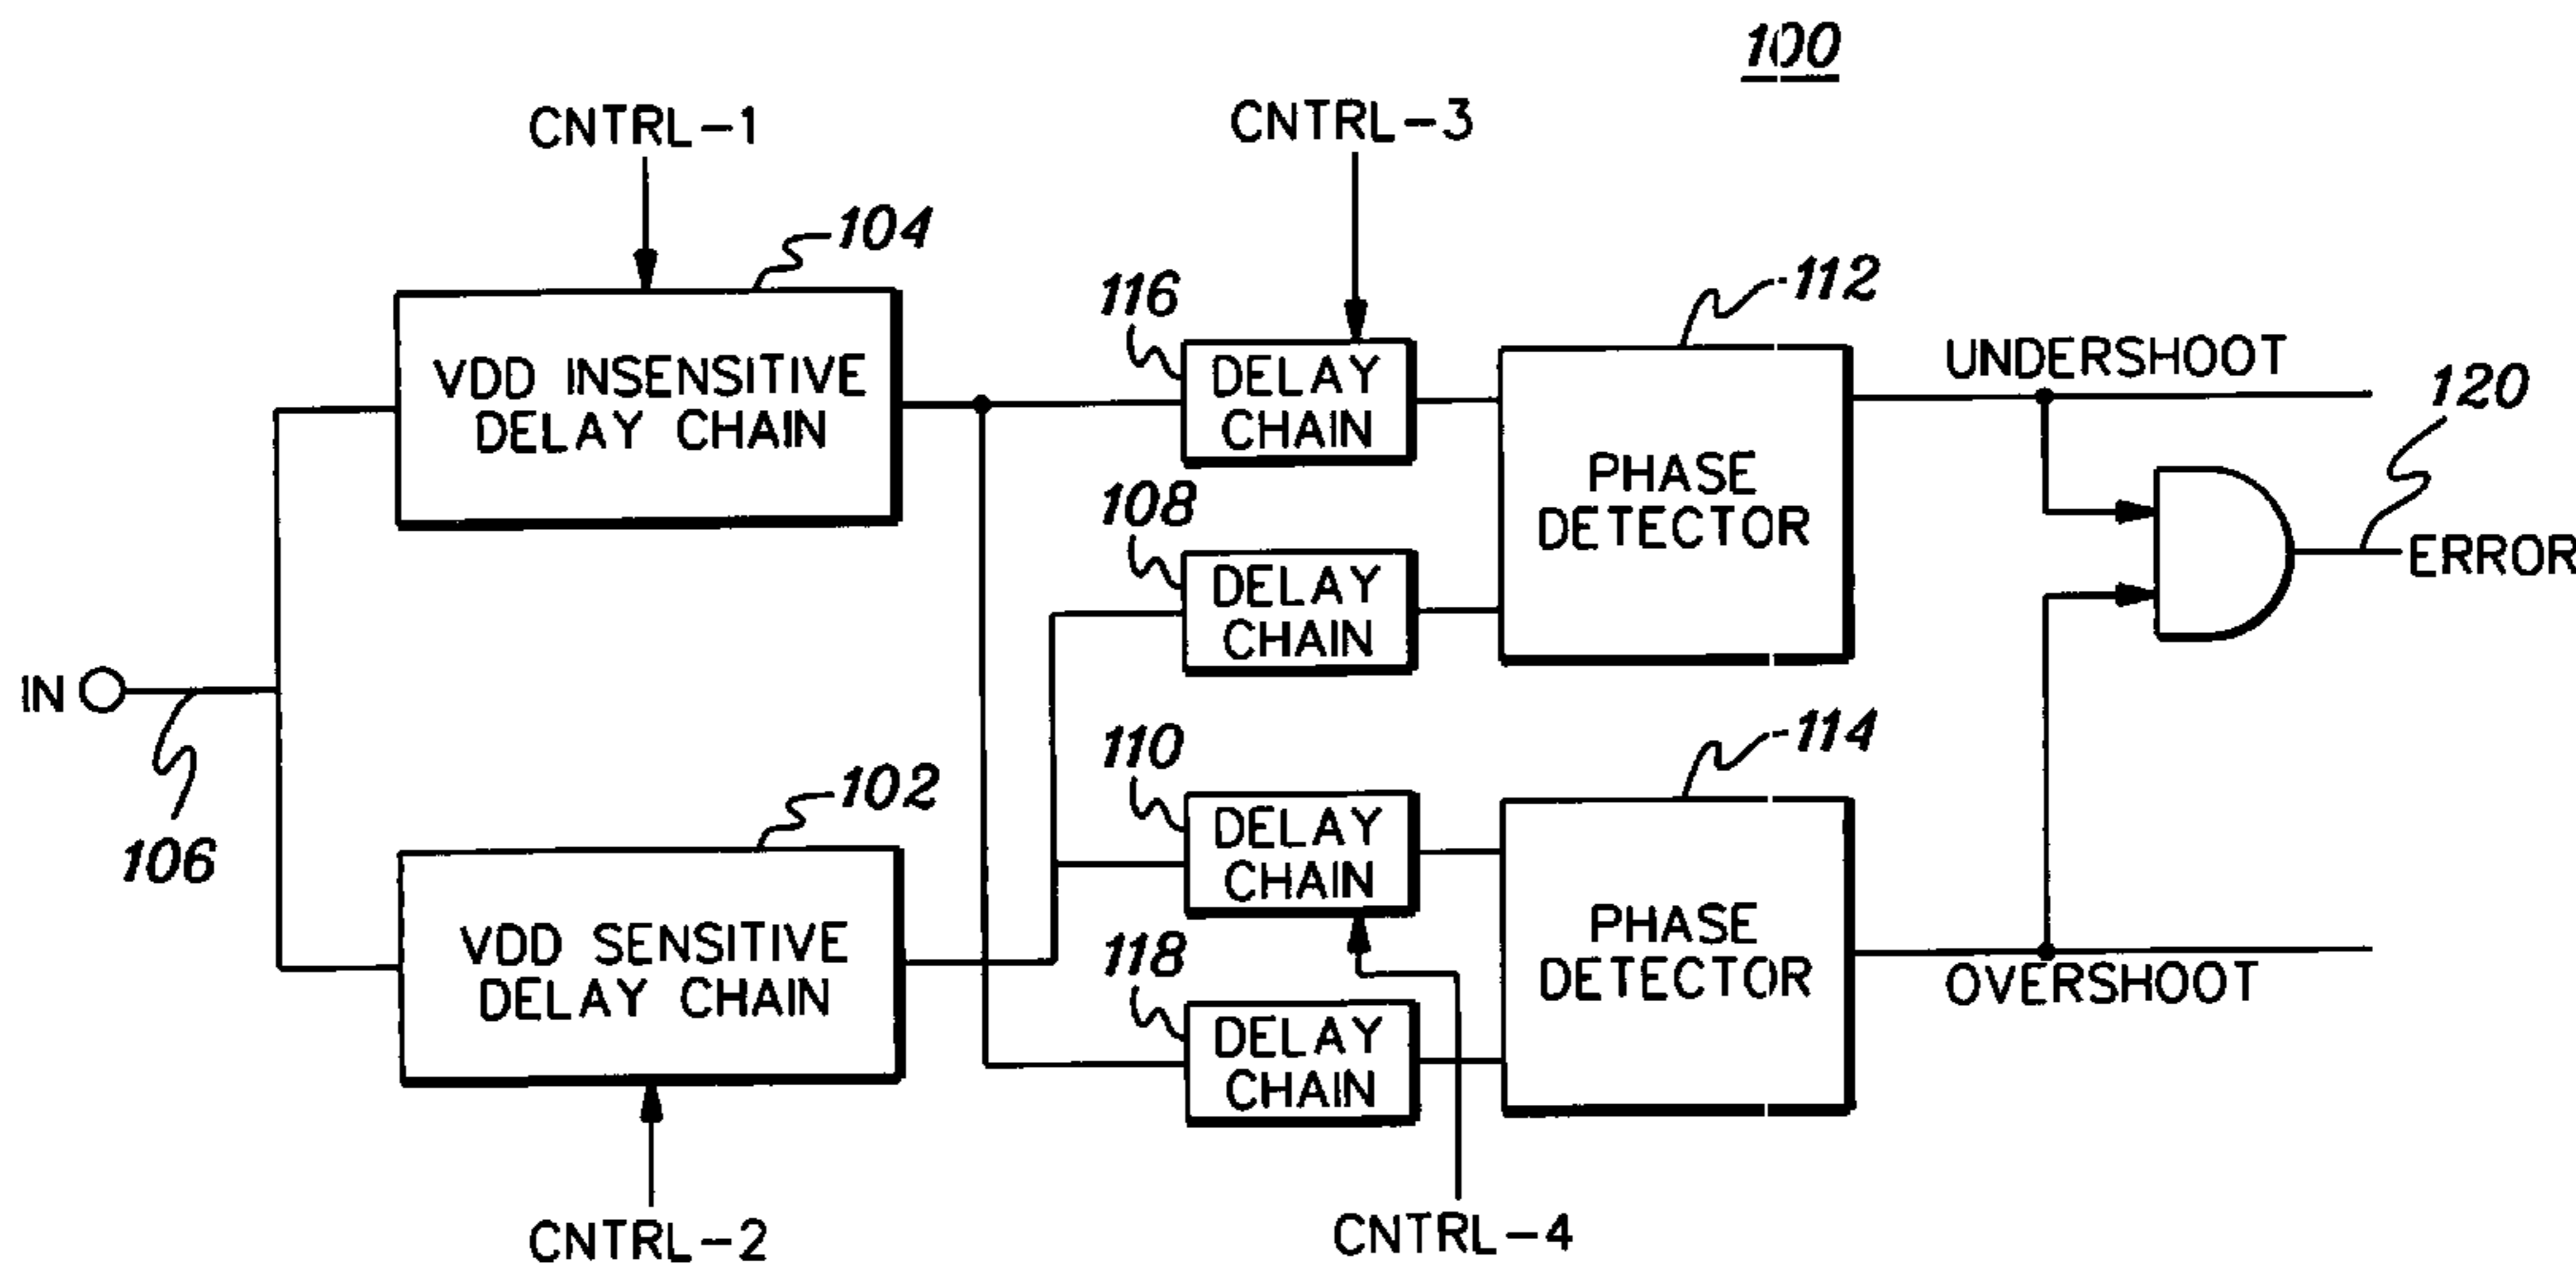 100
CNTRL-1
CNTRL-3
104
116
112
VDD INSENSITIVE
DELAY CHAIN
DELAY
CHAIN
UNDERSHOOT
120
108
PHASE
DETECTOR
DELAY
CHAIN
ERROR
IN
106
110
114
102
DELAY
CHAIN
VDD SENSITIVE
DELAY CHAIN
118
PHASE
DETECTOR
OVERSHOOT
DELAY
CHAIN
CNTRL-2
CNTRL-4